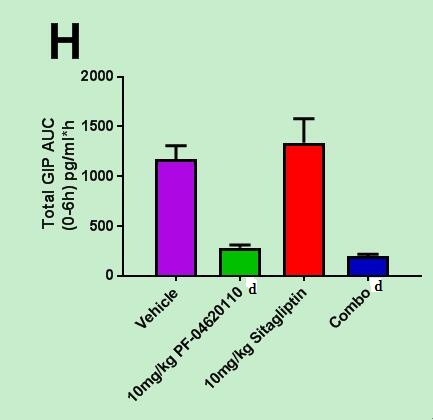 H
Total GIP AUC
(0-6h) pg/ml*h
2000
1500
1000
500
0
Vehicle
10mg/kg PF-04620110
d
10mg/kg Sitagliptin
Combo
d